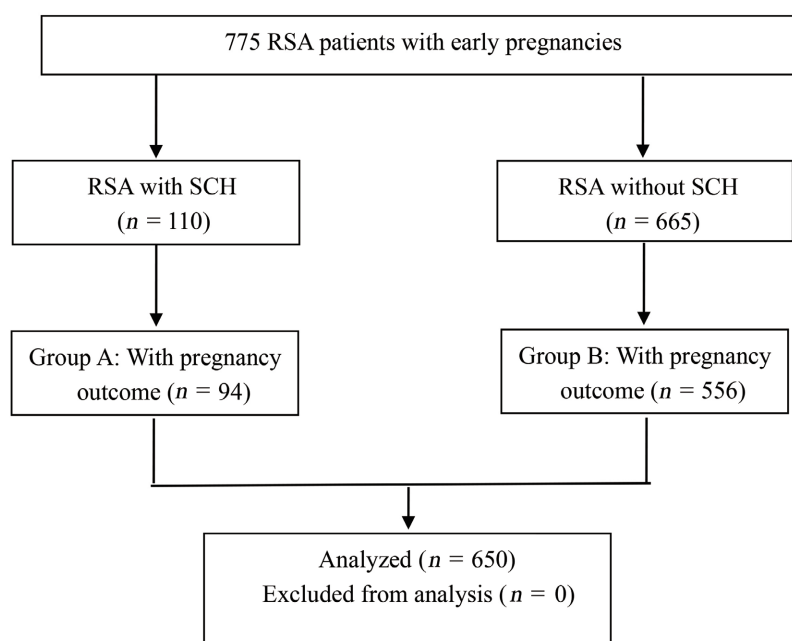 775 RSA patients with early pregnancies
RSA with SCH
(n = 110)
RSA without SCH
(n = 665)
Group A: With pregnancy
outcome (n = 94)
Group B: With pregnancy
outcome (n = 556)
Analyzed (n = 650)
Excluded from analysis (n = 0)